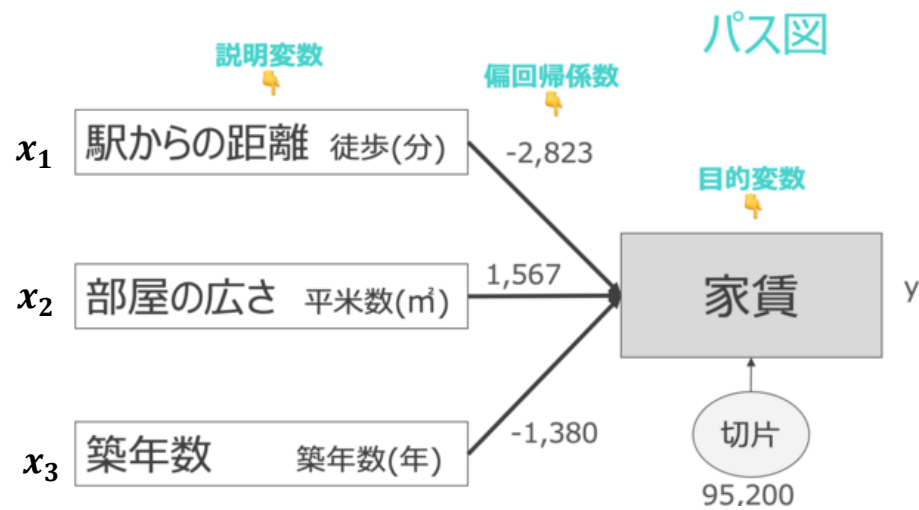 パス図
説明変数
偏回帰係数
x₁ 駅からの距離 徒歩(分)
-2,823
目的変数
x₂ 部屋の広さ 平米数(㎡)
1,567
家賃
y
x₃ 築年数 築年数(年)
-1,380
切片
95,200